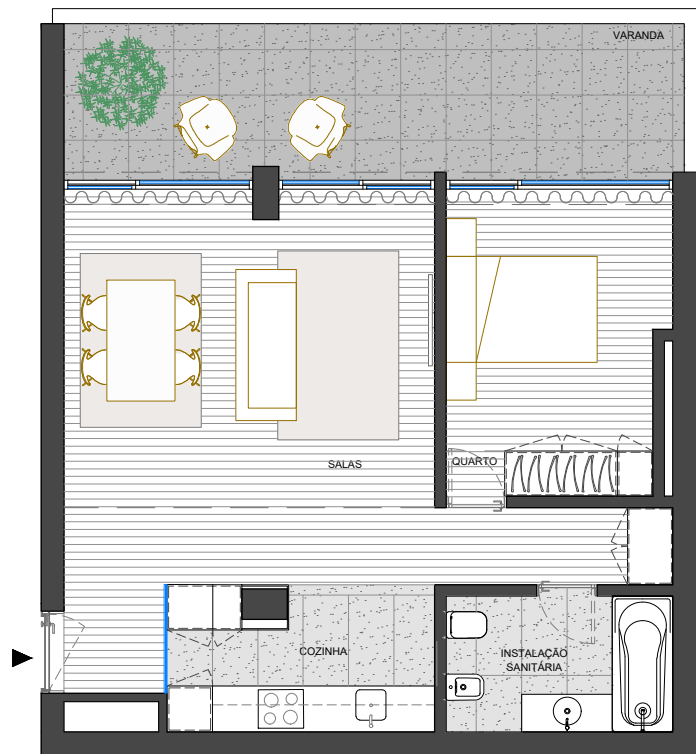 VARANDA
SALAS
QUARTO
COZINHA
INSTALAÇÃO
SANITÁRIA